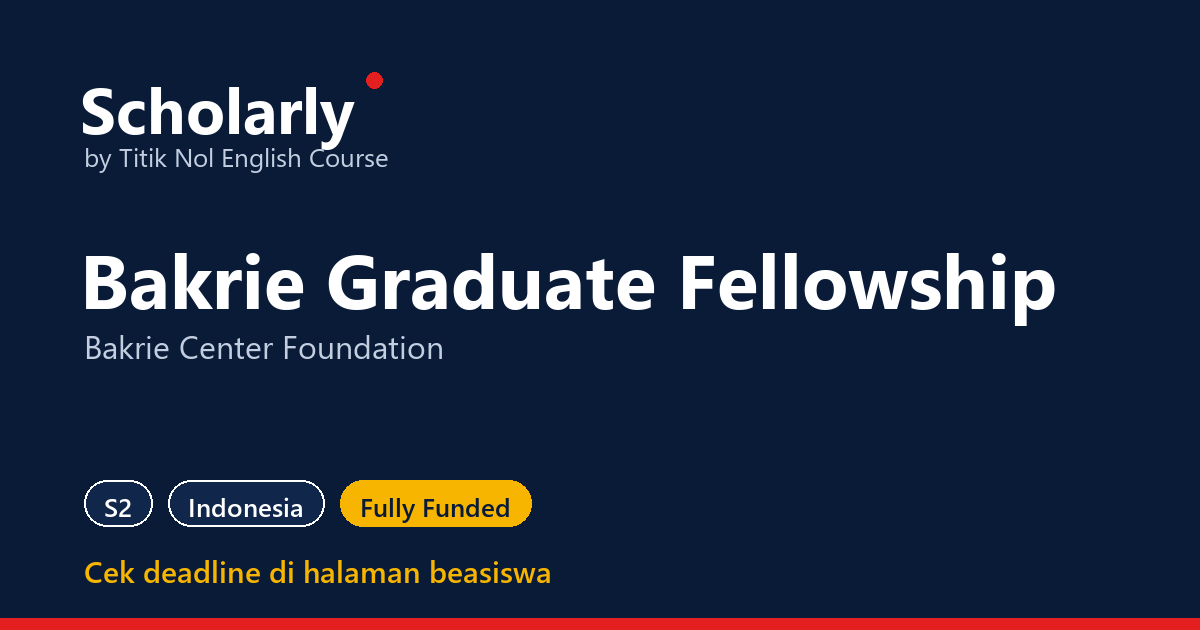 Scholarly
by Titik Nol English Course
Bakrie Graduate Fellowship
Bakrie Center Foundation
S2 Indonesia Fully Funded
Cek deadline di halaman beasiswa